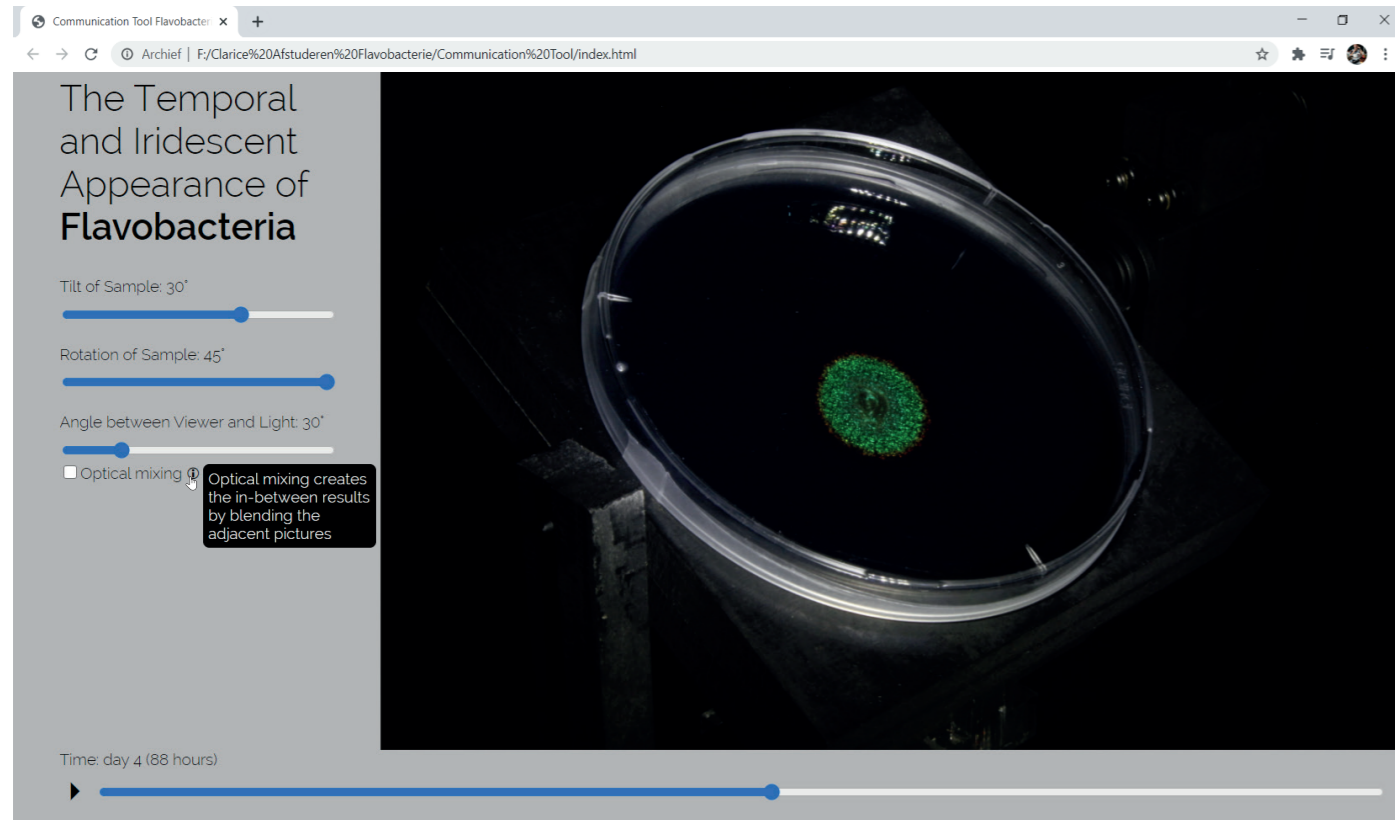 Communication Tool Flavobacter
Archief | F:/Clarice%20Afstuderen%20Flavobacterie/Communication%20Tool/index.html
The Temporal
and Iridescent
Appearance of
Flavobacteria
Tilt of Sample: 30°
Rotation of Sample: 45°
Angle between Viewer and Light: 30°
Optical mixing
Optical mixing creates
the in-between results
by blending the
adjacent pictures
Time: day 4 (88 hours)